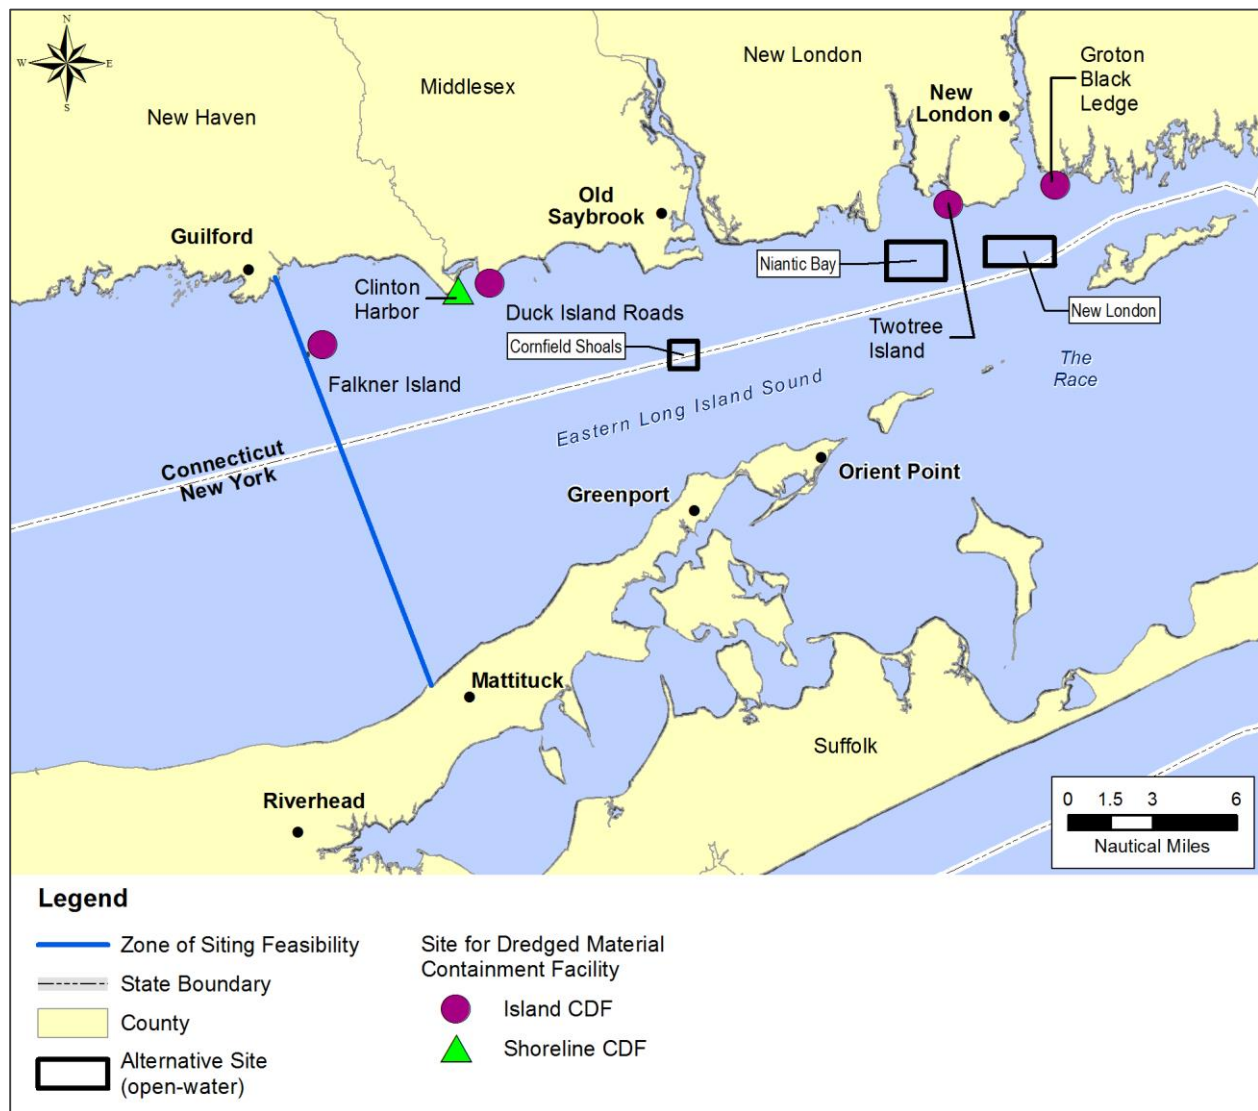 N
W
E
S
New Haven
Middlesex
New London
Groton
Black
Ledge
New
London
Old
Saybrook
Guilford
Clinton
Harbor
Duck Island Roads
Niantic Bay
New London
Cornfield Shoals
Twotree
Island
The
Race
Falkner Island
Eastern Long Island Sound
Connecticut
New York
Orient Point
Greenport
Mattituck
Suffolk
Riverhead
0 1.5 3 6
Nautical Miles
Legend
Zone of Siting Feasibility
State Boundary
County
Alternative Site
(open-water)
Site for Dredged Material
Containment Facility
Island CDF
Shoreline CDF